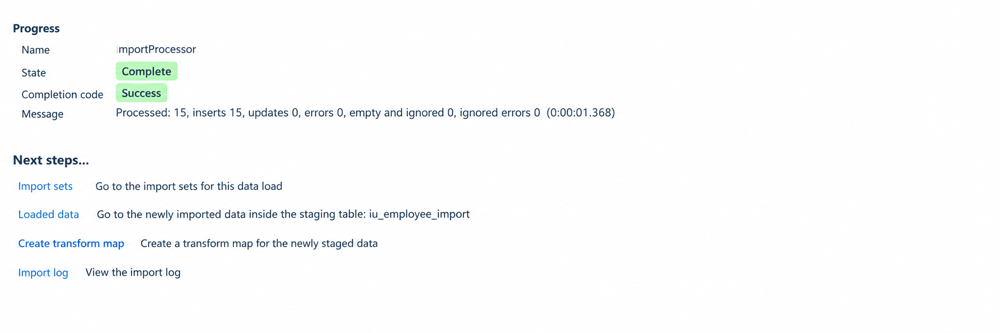 Progress
Name ImportProcessor
State Complete
Completion code Success
Message Processed: 15, inserts 15, updates 0, errors 0, empty and ignored 0, ignored errors 0 (0:00:01.368)
Next steps...
Import sets Go to the import sets for this data load
Loaded data Go to the newly imported data inside the staging table: iu_employee_import
Create transform map Create a transform map for the newly staged data
Import log View the import log